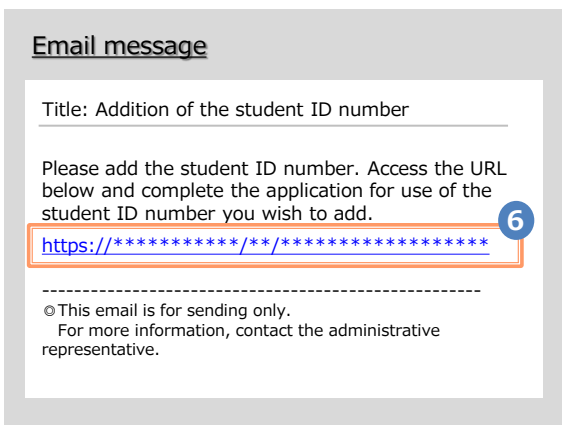 Email message
Title: Addition of the student ID number
Please add the student ID number. Access the URL
below and complete the application for use of the
student ID number you wish to add.
6
https://***********/**/******************
-------------------------------------------------------
◎This email is for sending only.
For more information, contact the administrative
representative.